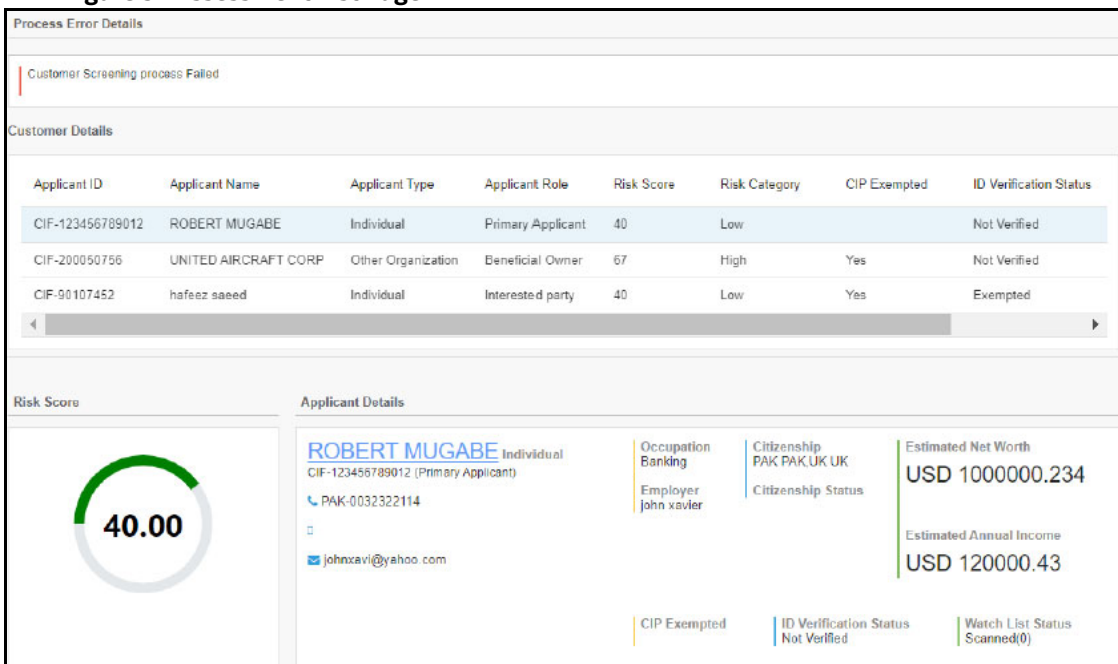 Process Error Details
Customer Screening process Failed
Customer Details
Applicant ID Applicant Name Applicant Type Applicant Role Risk Score Risk Category CIP Exempted ID Verification Status
CIF-123456789012 ROBERT MUGABE Individual Primary Applicant 40 Low Not Verified
CIF-200050756 UNITED AIRCRAFT CORP Other Organization Beneficial Owner 67 High Yes Not Verified
CIF-90107452 hafeez saeed Individual Interested party 40 Low Yes Exempted
Risk Score
40.00
Applicant Details
ROBERT MUGABE Individual
CIF-123456789012 (Primary Applicant)
PAK-0032322114
johnxavi@yahoo.com
Occupation
Banking
Employer
john xavier
Citizenship
PAK PAK,UK UK
Citizenship Status
Estimated Net Worth
USD 1000000.234
Estimated Annual Income
USD 120000.43
CIP Exempted
ID Verification Status
Not Verified
Watch List Status
Scanned(0)